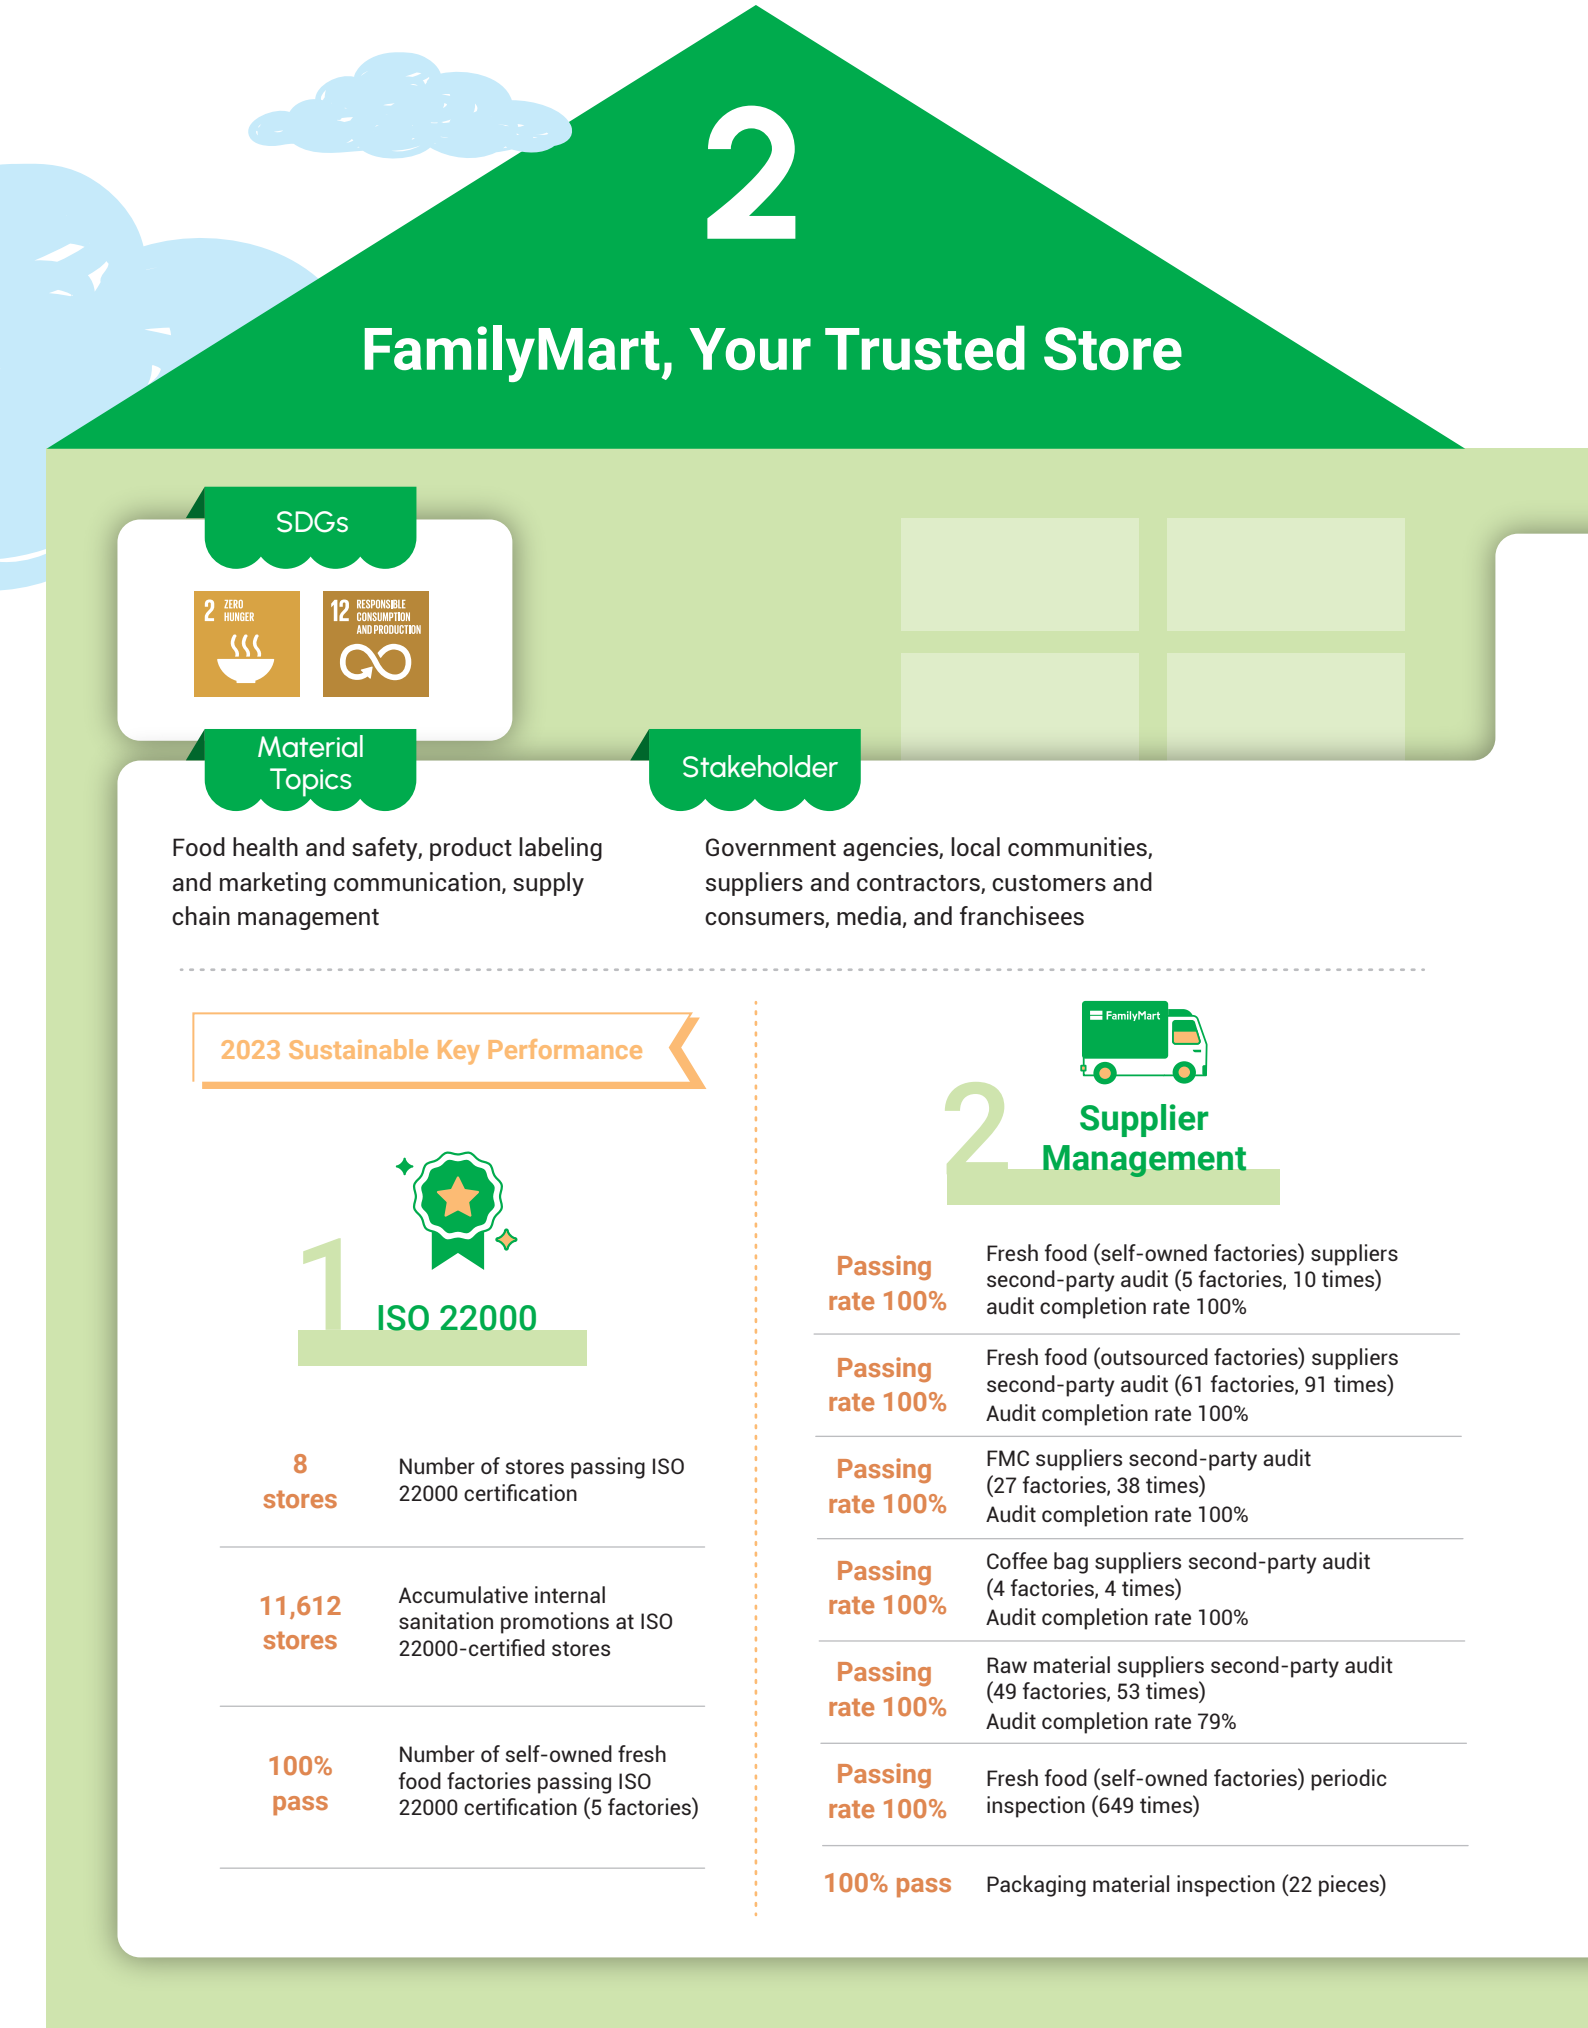 2
FamilyMart, Your Trusted Store
SDGs
2 ZERO
HUNGER
12 RESPONSIBLE
CONSUMPTION
AND PRODUCTION
Material
Topics
Food health and safety, product labeling
and marketing communication, supply
chain management
Stakeholder
Government agencies, local communities,
suppliers and contractors, customers and
consumers, media, and franchisees
2023 Sustainable Key Performance
1
ISO 22000
8
stores
Number of stores passing ISO
22000 certification
11,612
stores
Accumulative internal
sanitation promotions at ISO
22000-certified stores
100%
pass
Number of self-owned fresh
food factories passing ISO
22000 certification (5 factories)
FamilyMart
2
Supplier
Management
Passing
rate 100%
Fresh food (self-owned factories) suppliers
second-party audit (5 factories, 10 times)
audit completion rate 100%
Passing
rate 100%
Fresh food (outsourced factories) suppliers
second-party audit (61 factories, 91 times)
Audit completion rate 100%
Passing
rate 100%
FMC suppliers second-party audit
(27 factories, 38 times)
Audit completion rate 100%
Passing
rate 100%
Coffee bag suppliers second-party audit
(4 factories, 4 times)
Audit completion rate 100%
Passing
rate 100%
Raw material suppliers second-party audit
(49 factories, 53 times)
Audit completion rate 79%
Passing
rate 100%
Fresh food (self-owned factories) periodic
inspection (649 times)
100% pass
Packaging material inspection (22 pieces)